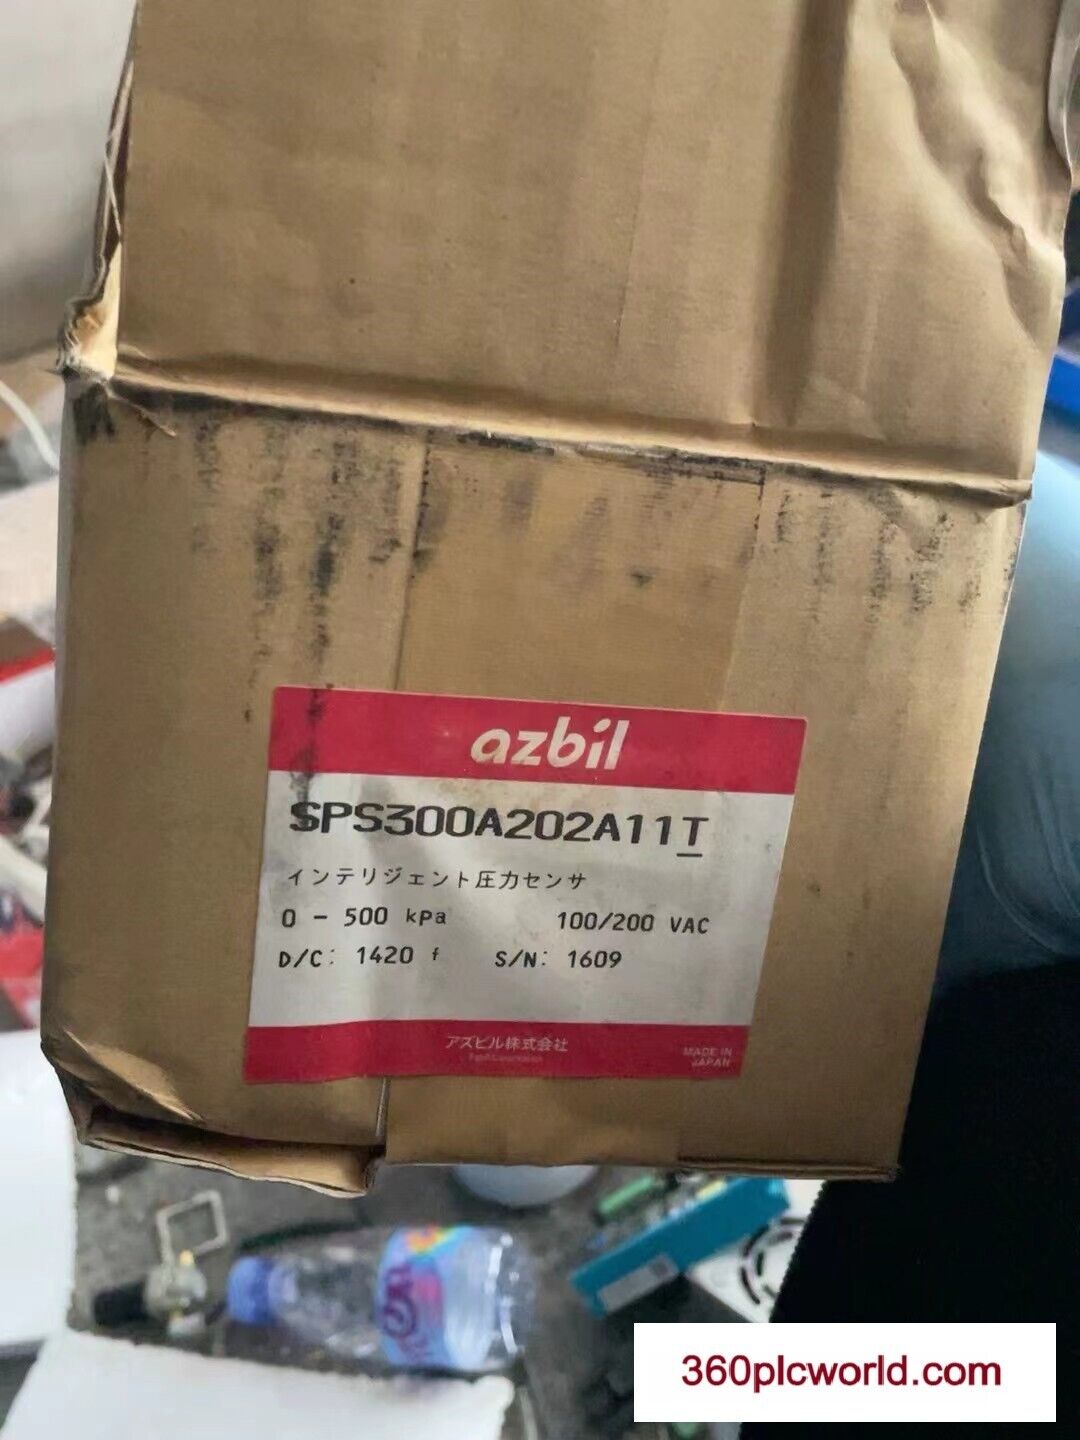 azbil
SPS300A202A11T
インテリジェント圧力センサ
0 - 500 kPa 100/200 VAC
D/C: 1420 f S/N: 1609
アズビル株式会社
MADE IN
JAPAN
360plcworld.com